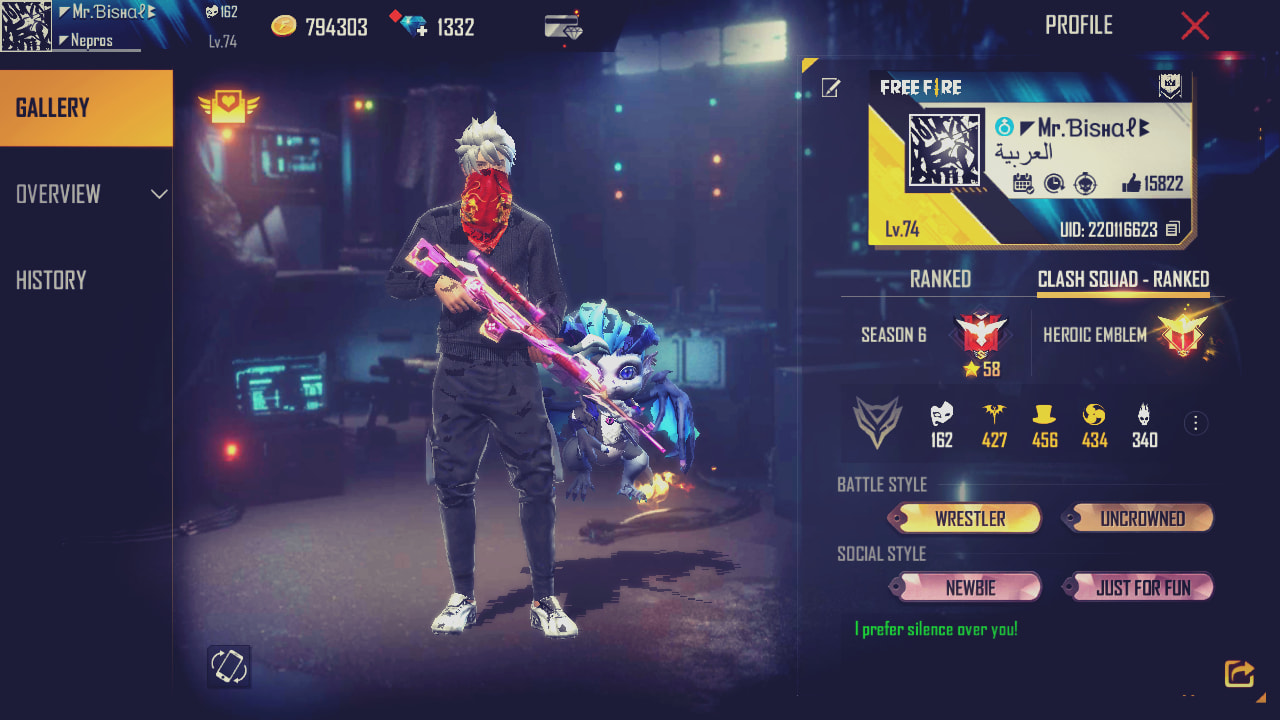 ◤Mr.Ɓιsнαℓ
◤Nepros
162
Lv.74
794303
1332
PROFILE
GALLERY
OVERVIEW
HISTORY
FREE FIRE
◤Mr.Ɓιsнαℓ
العربية
15822
Lv.74
UID: 220116623
RANKED
CLASH SQUAD - RANKED
SEASON 6
58
HEROIC EMBLEM
162
427
456
434
340
BATTLE STYLE
WRESTLER
UNCROWNED
SOCIAL STYLE
NEWBIE
JUST FOR FUN
I prefer silence over you!